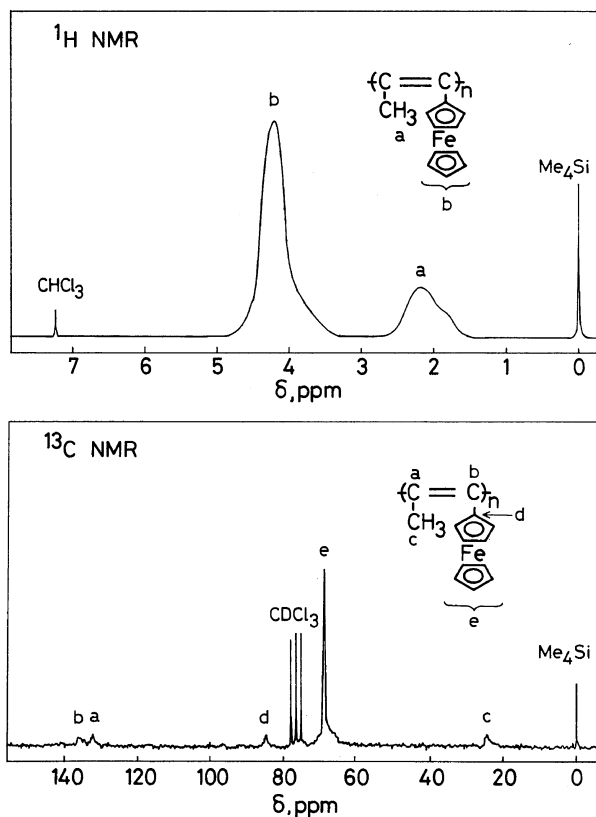 ¹H NMR
b
⁠(C = C)n
CH₃
a
Fe
b
Me₄Si
CHCl₃
a
7 5 4 3 2 1 0
δ,ppm
¹³C NMR
a b
(C = C)n
d
CH₃
c
Fe
e
e
CDCl₃
Me₄Si
b a
d
c
140 120 100 80 60 40 20 0
δ,ppm